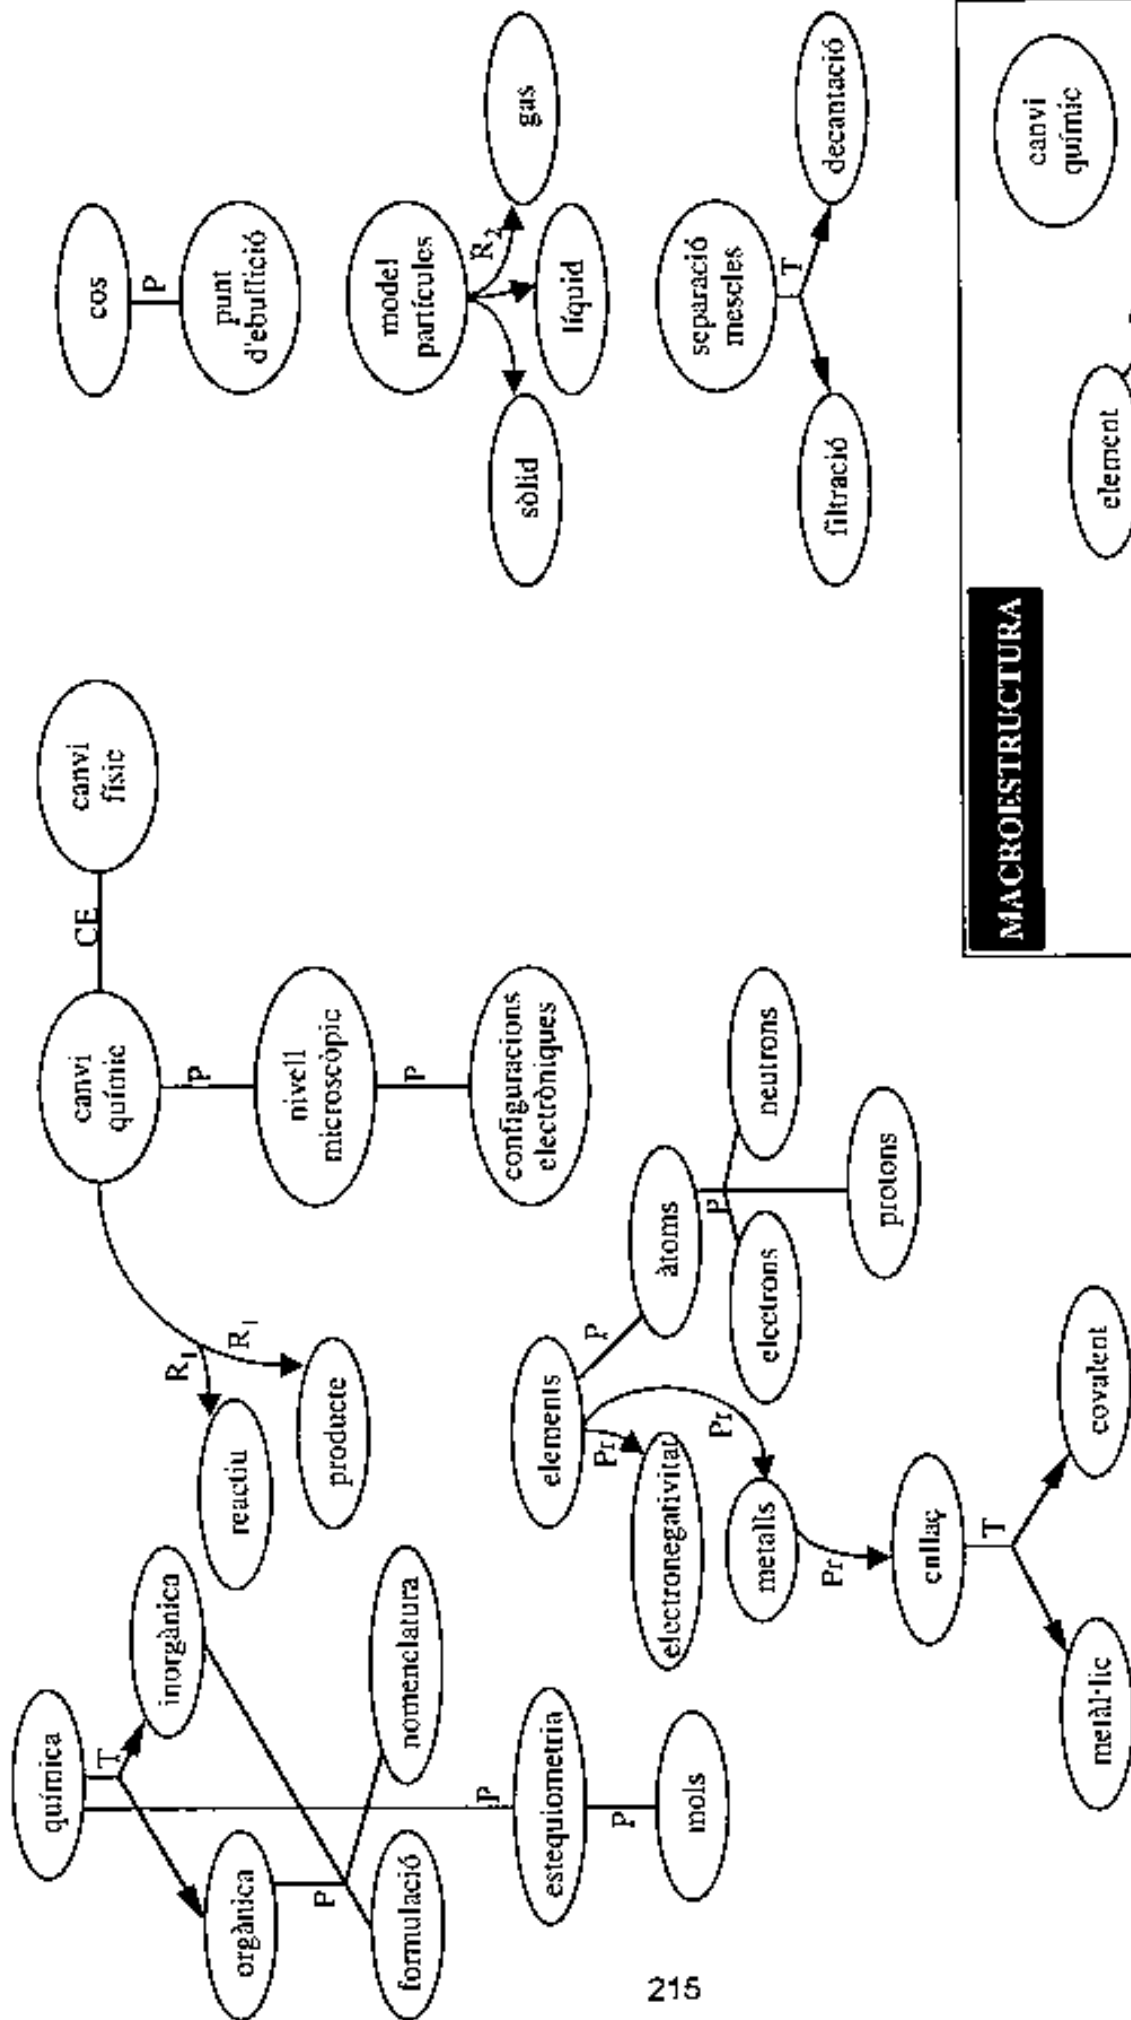 química
T
orgànica
inorgànica
P
formulació
nomenclatura
P
estequiometria
P
mols
canvi
químic
CE
canvi
físic
R1
R1
reactiu
producte
P
nivell
microscòpic
P
configuracions
electròniques
elements
P
àtoms
Pr
Pr
electronegativitat
metalls
P
electrons
neutrons
protons
Pr
enllaç
T
metàl·lic
covalent
cos
P
punt
d'ebullició
model
partícules
R2
sòlid
líquid
gas
separació
mescles
T
filtració
decantació
MACROESTRUCTURA
element
canvi
químic
215